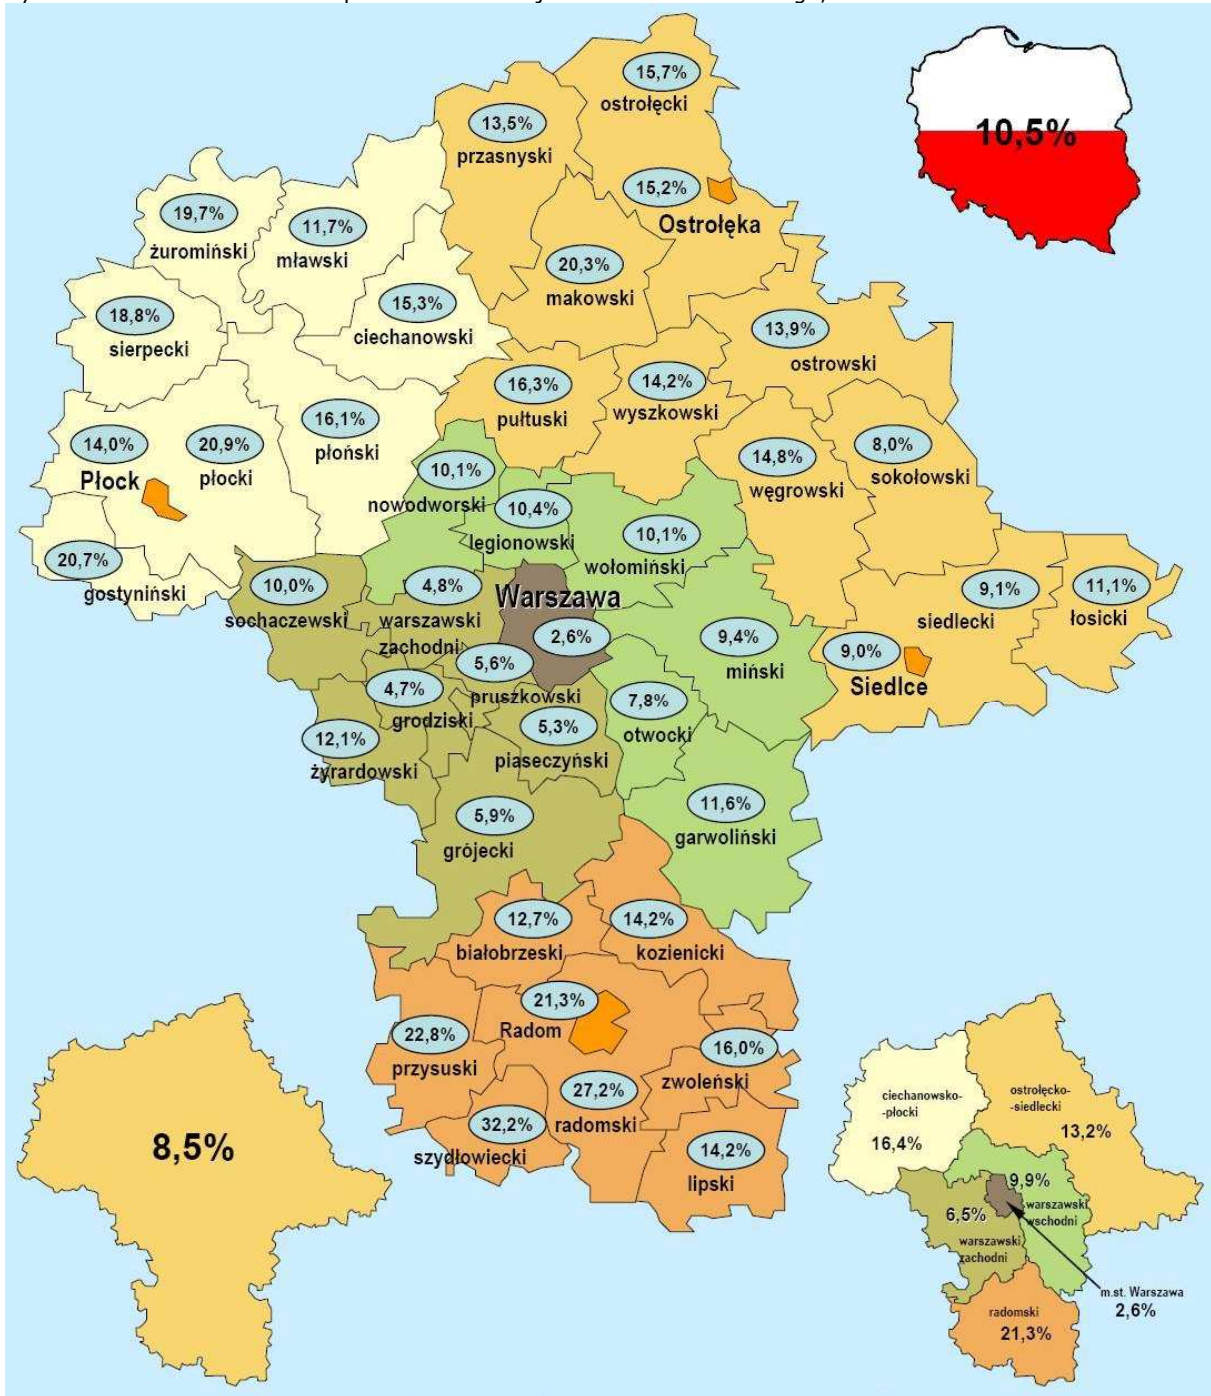 15,7%
ostrołęcki
10,5%
13,5%
przasnyski
15,2%
Ostrołęka
19,7%
żuromiński
11,7%
mławski
20,3%
makowski
15,3%
ciechanowski
18,8%
sierpecki
13,9%
ostrowski
16,3%
pułtuski
14,2%
wyszkowski
16,1%
płoński
14,0%
Płock
20,9%
płocki
14,8%
węgrowski
8,0%
sokołowski
10,1%
nowodworski
10,4%
legionowski
10,1%
wołomiński
20,7%
gostyniński
10,0%
sochaczewski
4,8%
warszawski
zachodni
Warszawa
2,6%
9,1%
siedlecki
11,1%
łosicki
9,4%
miński
9,0%
Siedlce
5,6%
pruszkowski
4,7%
grodziski
7,8%
otwocki
12,1%
żyrardowski
5,3%
piaseczyński
5,9%
grójecki
11,6%
garwoliński
12,7%
białobrzeski
14,2%
kozienicki
21,3%
Radom
22,8%
przysuski
16,0%
zwoleński
27,2%
radomski
32,2%
szydłowiecki
14,2%
lipski
8,5%
ciechanowsko-
-płocki
16,4%
ostrołęcko-
-siedlecki
13,2%
9,9%
warszawski
wschodni
6,5%
warszawski
zachodni
m.st. Warszawa
2,6%
radomski
21,3%